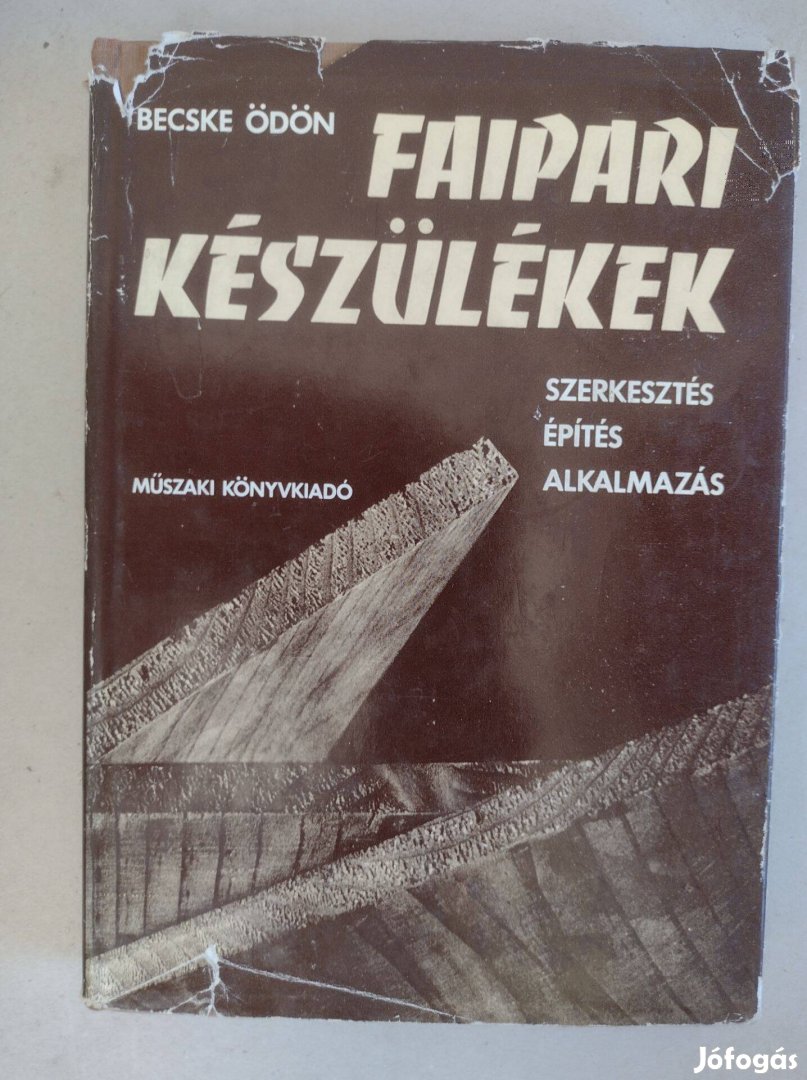 BECSKE ÖDÖN
FAIPARI
KÉSZÜLÉKEK
SZERKESZTÉS
ÉPÍTÉS
ALKALMAZÁS
MŰSZAKI KÖNYVKIADÓ
Jófogás